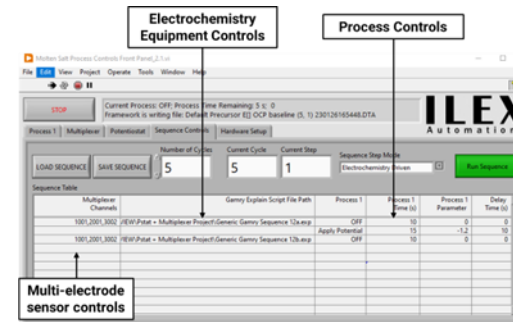 Electrochemistry
Equipment Controls
Process Controls
Molten Salt Process Controls Front Panel_2.1.vi
File Edit View Project Operate Tools Window Help
STOP
Current Process: OFF; Process Time Remaining: 5 s; 0
Framework is writing file: Default Precursor E[] OCP baseline (5, 1) 230126165448.DTA
ILEX
Automation
Process 1 Multiplexer Potentiostat Sequence Controls Hardware Setup
LOAD SEQUENCE SAVE SEQUENCE
Number of Cycles Current Cycle Current Step
5 5 1
Sequence Step Mode
Electrochemistry Driven
Run Sequence
Sequence Table
Multiplexer Channels Gamry Explain Script File Path Process 1 Process 1 Time (s) Process 1 Parameter Delay Time (s)
1001,2001,3002 /IEW\Pstat + Multiplexer Project\Generic Gamry Sequence 12a.exp OFF 10 0 0
Apply Potential 15 -1.2 10
1001,2001,3002 /IEW\Pstat + Multiplexer Project\Generic Gamry Sequence 12b.exp OFF 10 0 0
Multi-electrode
sensor controls